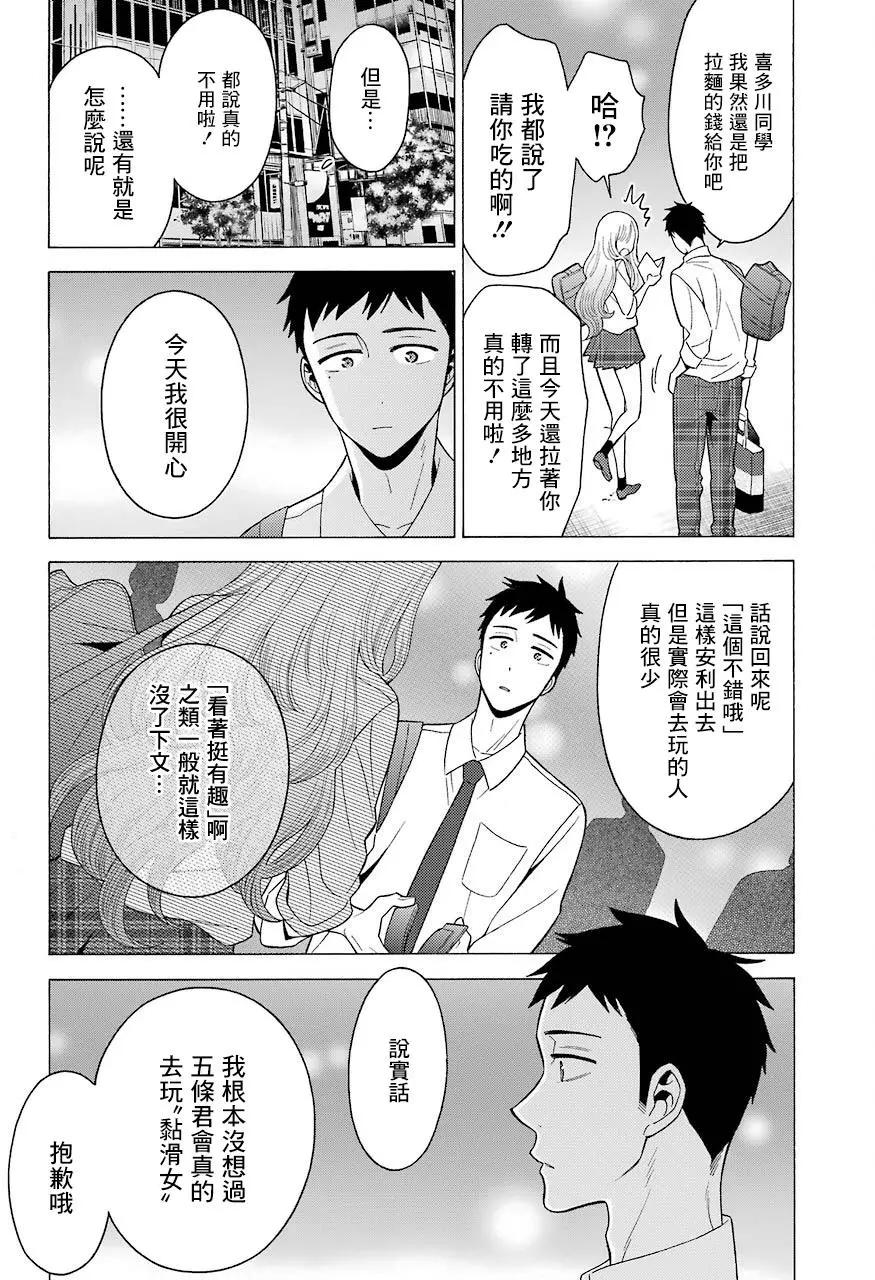 喜多川同學
我果然還是把
拉麵的錢給你吧
哈!?
我都說了
請你吃的啊!!
而且今天還拉著你
轉了這麼多地方
真的不用啦!
但是…
都說真的
不用啦!
……還有就是
怎麼說呢
今天我很開心
話說回來呢
「這個不錯哦」
這樣安利出去
但是實際會去玩的人
真的很少
「看著挺有趣」啊
之類一般就這樣
沒了下文…
說實話
我根本沒想過
五條君會真的
去玩〝黏滑女〞
抱歉哦